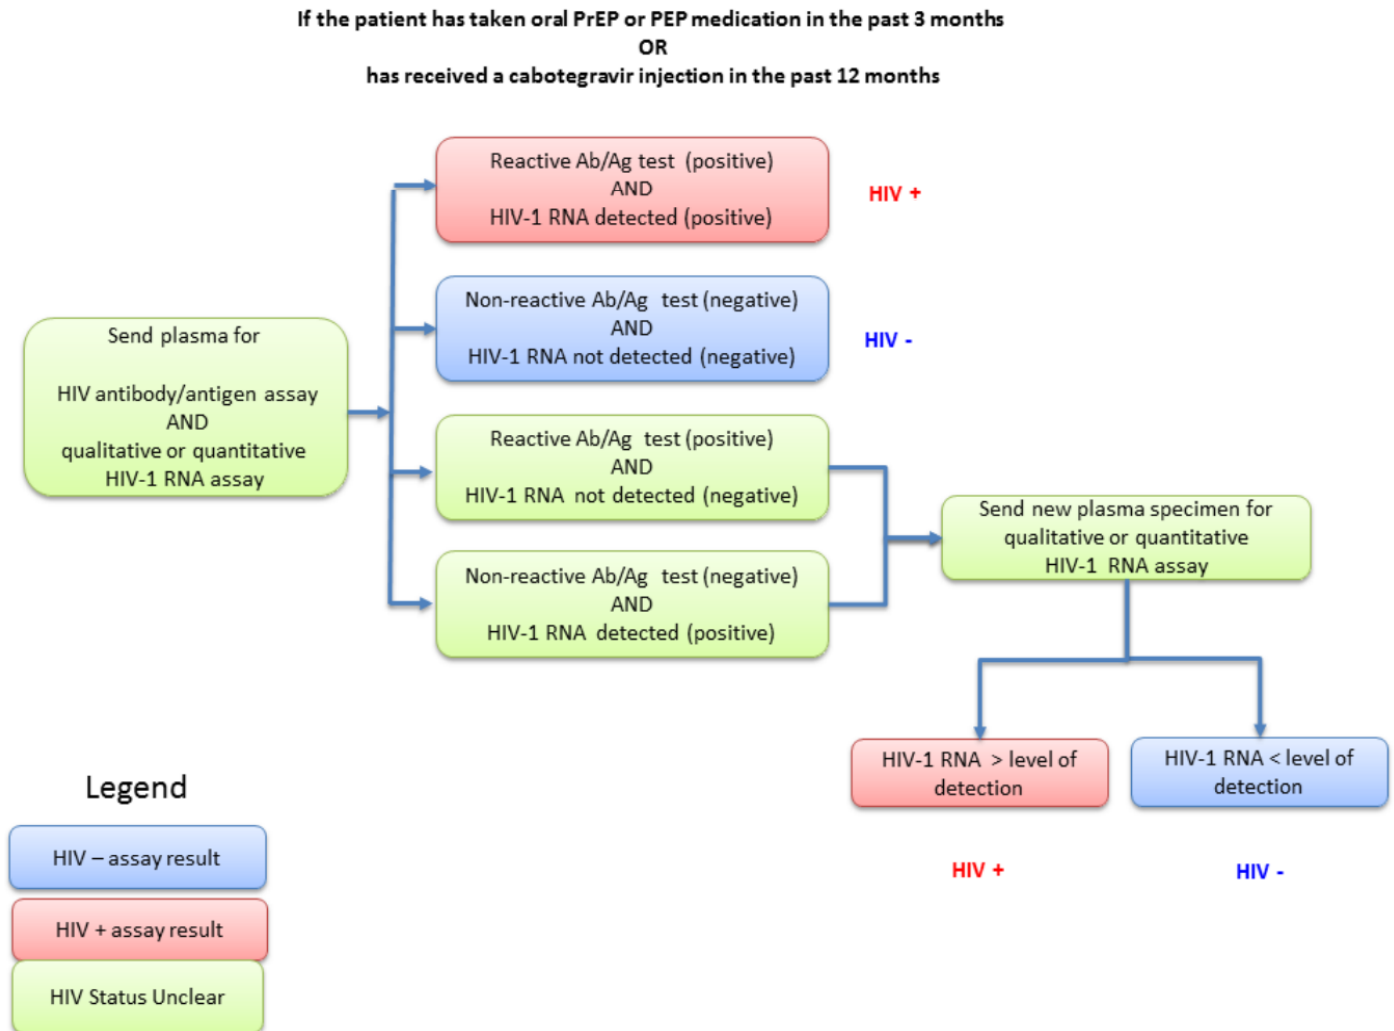 If the patient has taken oral PrEP or PEP medication in the past 3 months
OR
has received a cabotegravir injection in the past 12 months
Send plasma for
HIV antibody/antigen assay
AND
qualitative or quantitative
HIV-1 RNA assay
Reactive Ab/Ag test (positive)
AND
HIV-1 RNA detected (positive)
HIV +
Non-reactive Ab/Ag test (negative)
AND
HIV-1 RNA not detected (negative)
HIV -
Reactive Ab/Ag test (positive)
AND
HIV-1 RNA not detected (negative)
Non-reactive Ab/Ag test (negative)
AND
HIV-1 RNA detected (positive)
Send new plasma specimen for
qualitative or quantitative
HIV-1 RNA assay
HIV-1 RNA > level of
detection
HIV +
HIV-1 RNA < level of
detection
HIV -
Legend
HIV – assay result
HIV + assay result
HIV Status Unclear